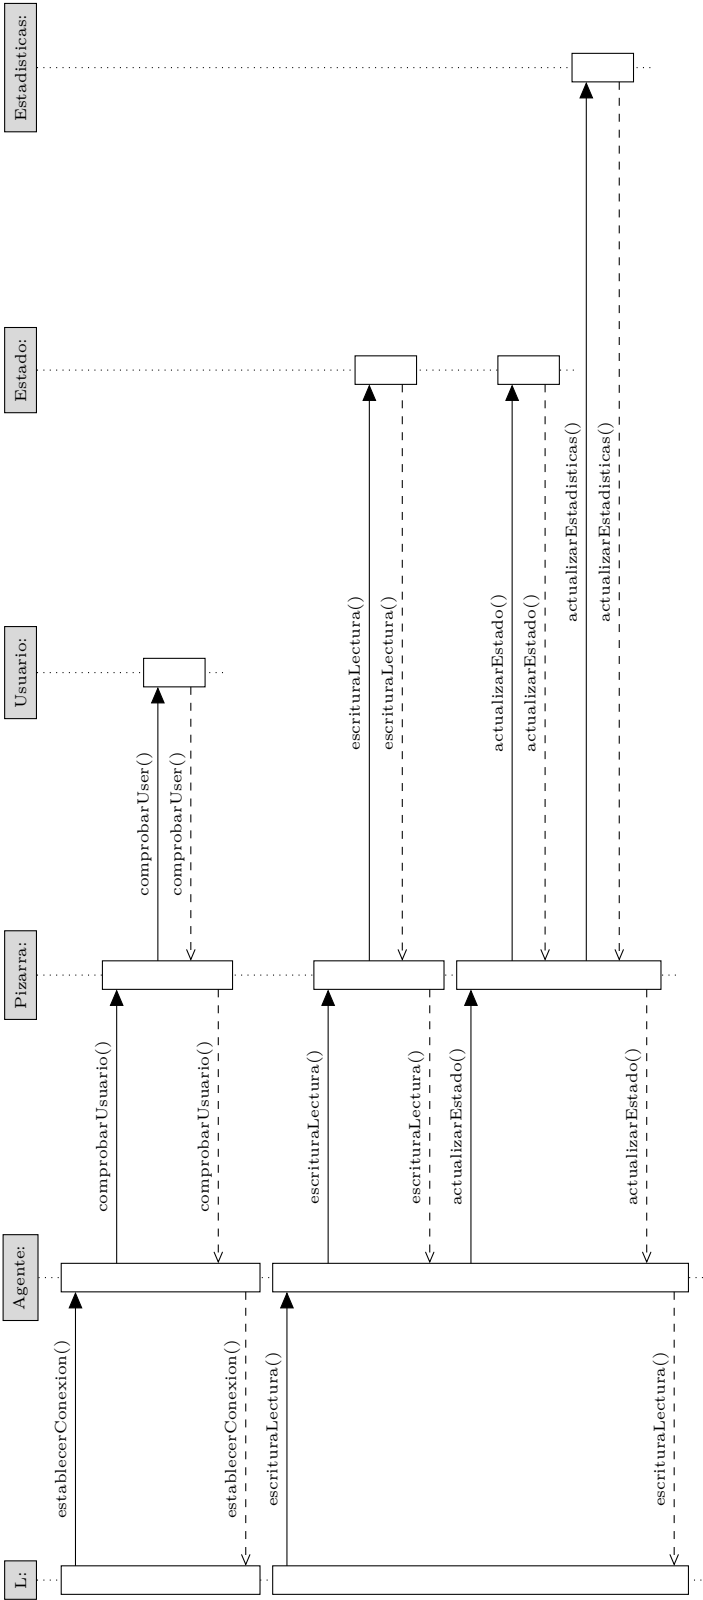 L:
Agente:
Pizarra:
Usuario:
Estado:
Estadisticas:
establecerConexion()
comprobarUsuario()
comprobarUser()
comprobarUser()
comprobarUsuario()
establecerConexion()
escrituraLectura()
escrituraLectura()
escrituraLectura()
escrituraLectura()
escrituraLectura()
actualizarEstado()
actualizarEstado()
actualizarEstado()
actualizarEstadisticas()
actualizarEstadisticas()
actualizarEstado()
escrituraLectura()